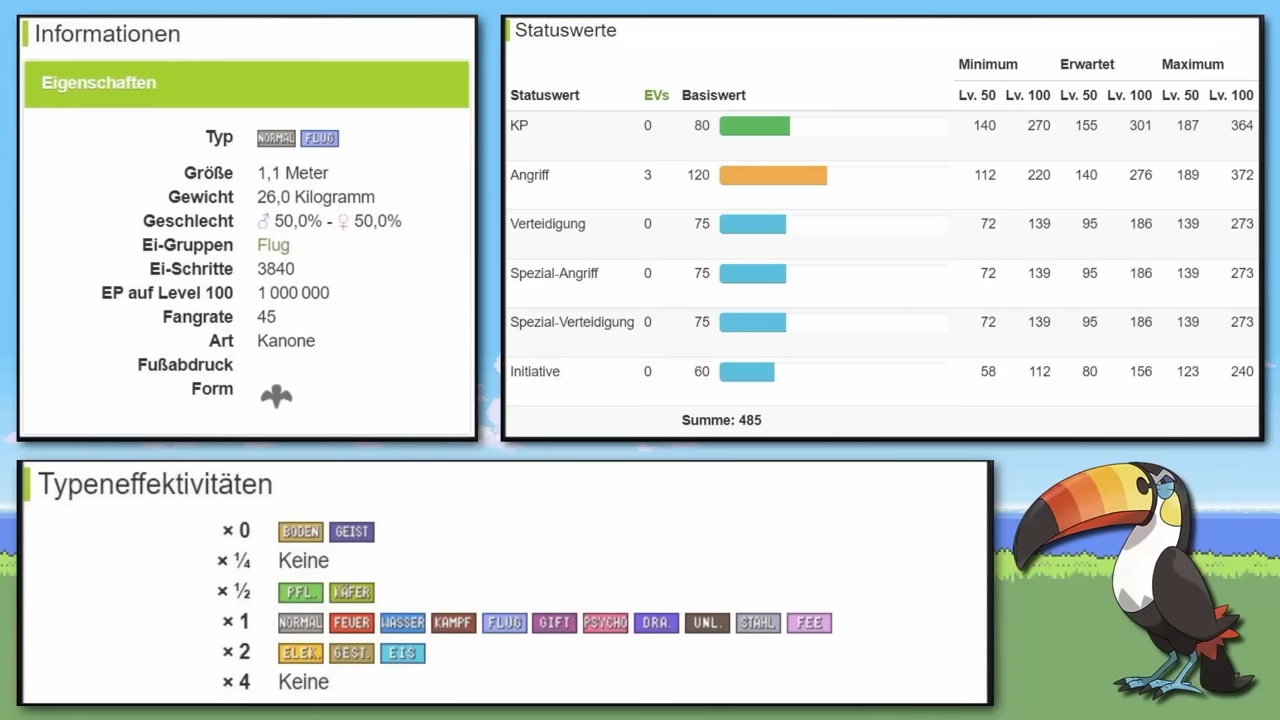 Informationen
Eigenschaften
Typ NORMAL FLUG
Größe 1,1 Meter
Gewicht 26,0 Kilogramm
Geschlecht ♂ 50,0% - ♀ 50,0%
Ei-Gruppen Flug
Ei-Schritte 3840
EP auf Level 100 1 000 000
Fangrate 45
Art Kanone
Fußabdruck
Form
Statuswerte
Minimum Erwartet Maximum
Statuswert EVs Basiswert Lv. 50 Lv. 100 Lv. 50 Lv. 100 Lv. 50 Lv. 100
KP 0 80 140 270 155 301 187 364
Angriff 3 120 112 220 140 276 189 372
Verteidigung 0 75 72 139 95 186 139 273
Spezial-Angriff 0 75 72 139 95 186 139 273
Spezial-Verteidigung 0 75 72 139 95 186 139 273
Initiative 0 60 58 112 80 156 123 240
Summe: 485
Typeneffektivitäten
× 0 BODEN GEIST
× ¼ Keine
× ½ PFL. KÄFER
× 1 NORMAL FEUER WASSER KAMPF FLUG GIFT PSYCHO DRA. UNL. STAHL FEE
× 2 ELEK. GEST. EIS
× 4 Keine